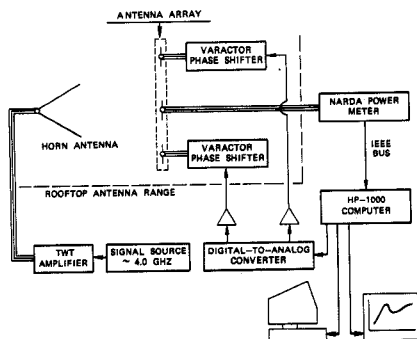 ANTENNA ARRAY
VARACTOR
PHASE SHIFTER
NARDA POWER
METER
HORN ANTENNA
VARACTOR
PHASE SHIFTER
IEEE
BUS
ROOFTOP ANTENNA RANGE
HP-1000
COMPUTER
TWT
AMPLIFIER
SIGNAL SOURCE
~ 4.0 GHZ
DIGITAL-TO-ANALOG
CONVERTER